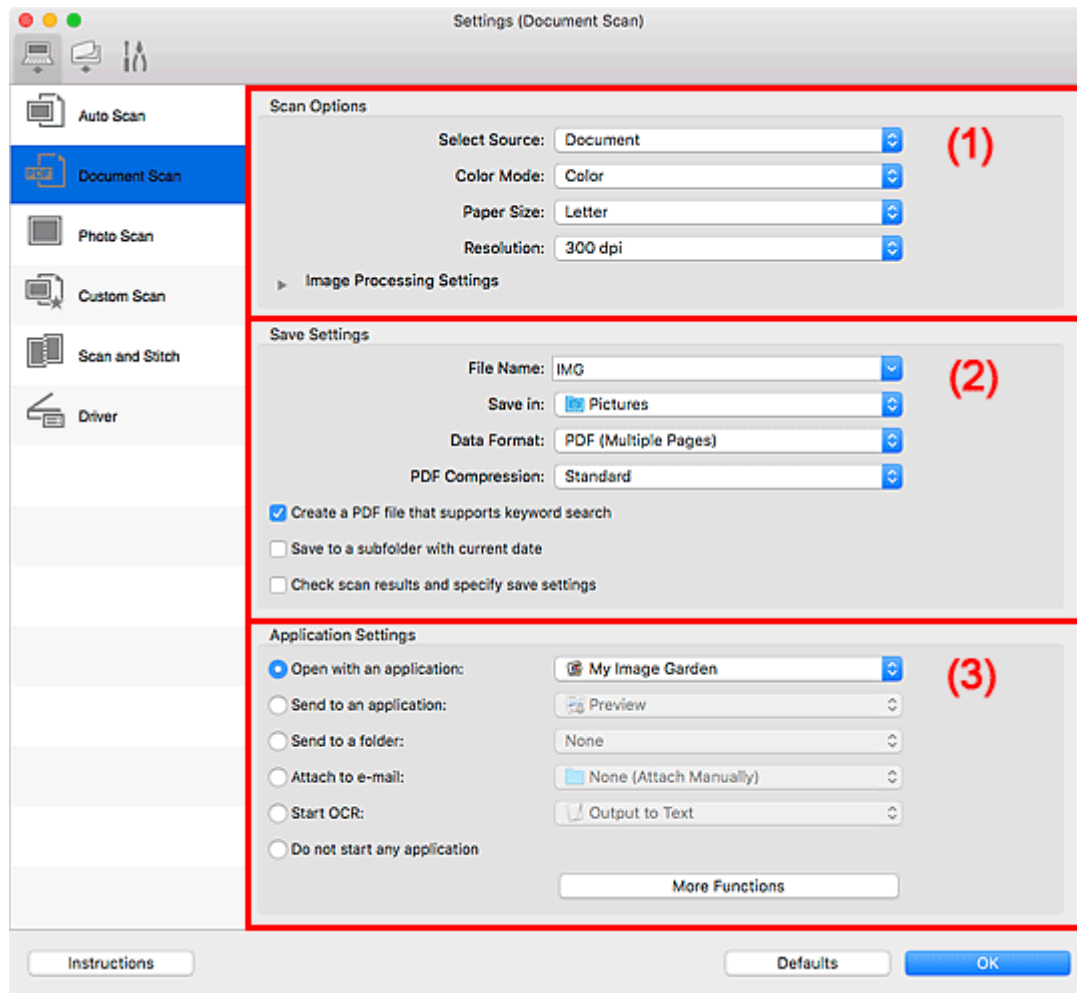 Settings (Document Scan)
Auto Scan
PDF
Document Scan
Photo Scan
Custom Scan
Scan and Stitch
Driver
Scan Options
(1)
Select Source: Document
Color Mode: Color
Paper Size: Letter
Resolution: 300 dpi
Image Processing Settings
Save Settings
(2)
File Name: IMG
Save in: Pictures
Data Format: PDF (Multiple Pages)
PDF Compression: Standard
Create a PDF file that supports keyword search
Save to a subfolder with current date
Check scan results and specify save settings
Application Settings
(3)
Open with an application: My Image Garden
Send to an application: Preview
Send to a folder: None
Attach to e-mail: None (Attach Manually)
Start OCR: Output to Text
Do not start any application
More Functions
Instructions Defaults OK